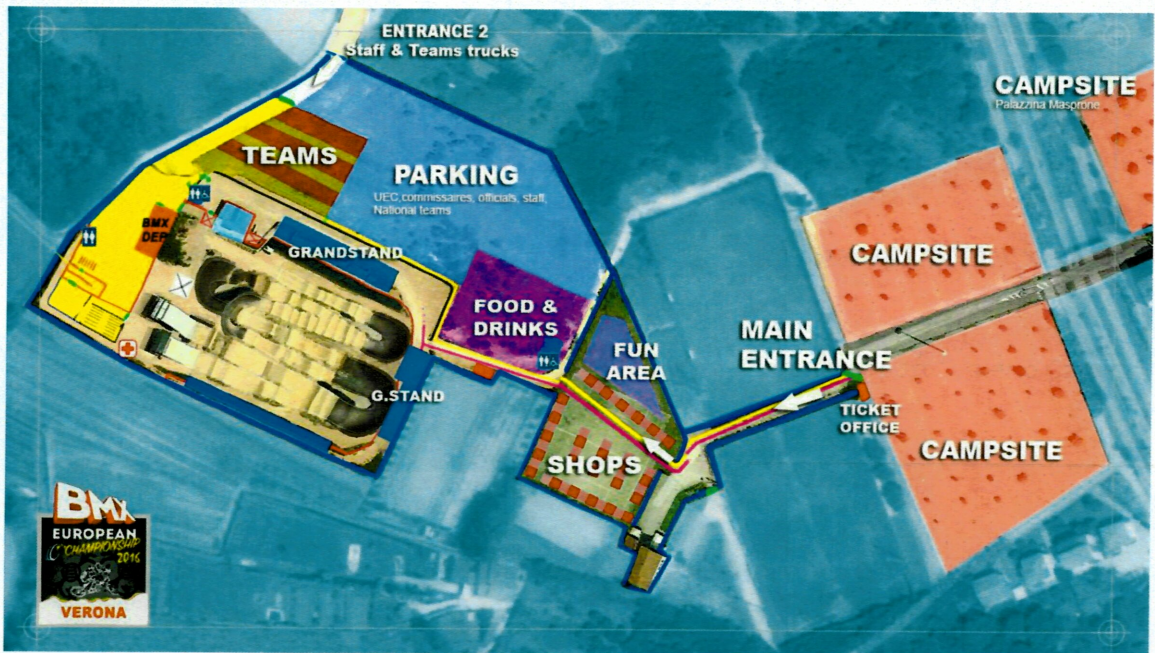 ENTRANCE 2
Staff & Teams trucks
CAMPSITE
Palazzina Masprone
TEAMS
PARKING
UEC, commissaires, officials, staff,
National teams
BMX
DEP
GRANDSTAND
CAMPSITE
FOOD &
DRINKS
FUN
AREA
MAIN
ENTRANCE
G.STAND
TICKET
OFFICE
SHOPS
CAMPSITE
BMX
EUROPEAN
CHAMPIONSHIP
2016
VERONA